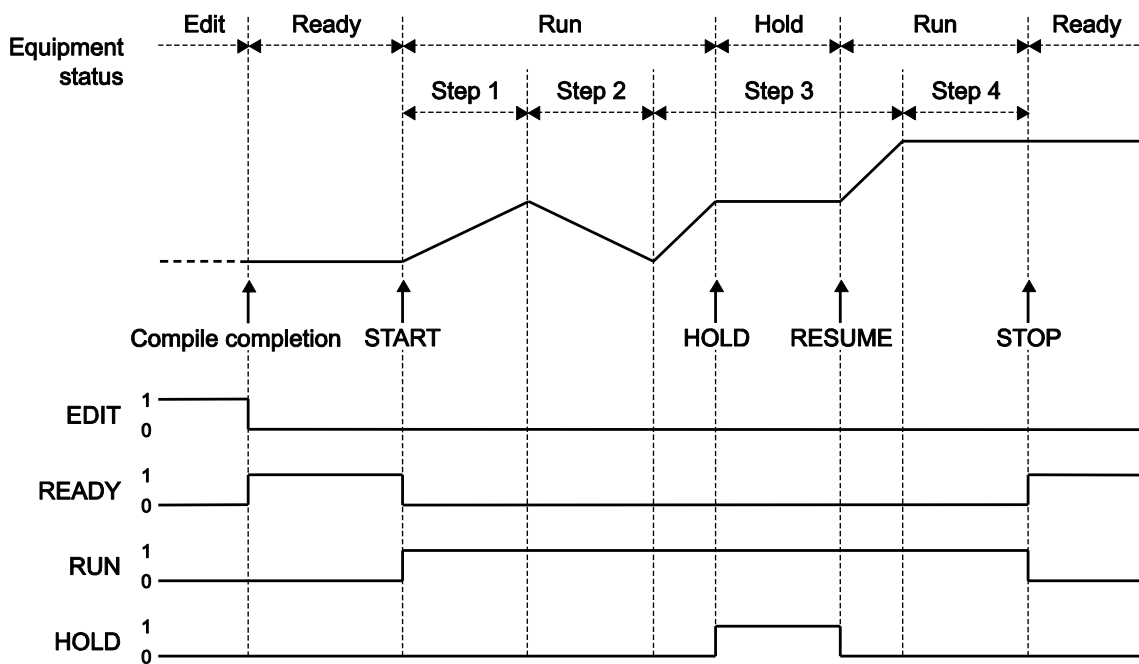 Edit Ready Run Hold Run Ready
Equipment
status
Step 1 Step 2 Step 3 Step 4
Compile completion START HOLD RESUME STOP
EDIT 1
0
READY 1
0
RUN 1
0
HOLD 1
0